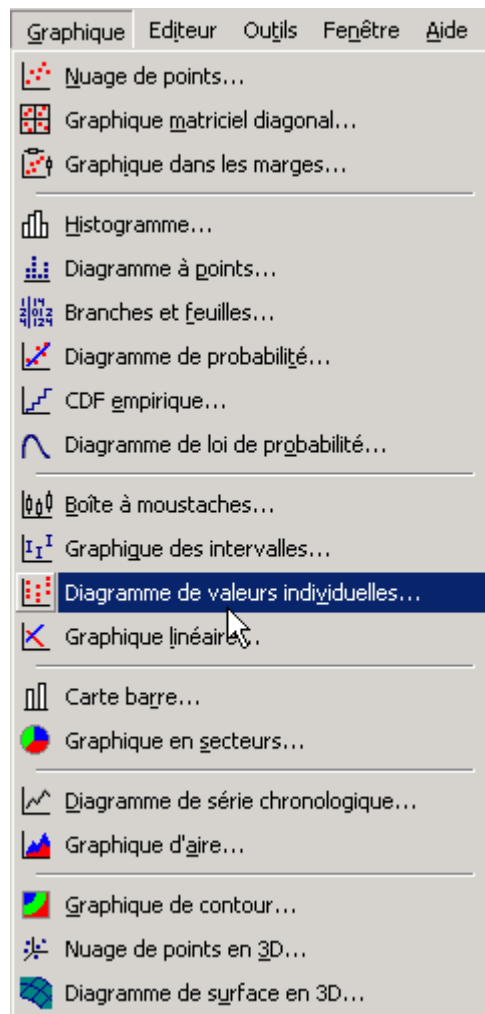 Graphique Editeur Outils Fenêtre Aide
Nuage de points...
Graphique matriciel diagonal...
Graphique dans les marges...
Histogramme...
Diagramme à points...
Branches et feuilles...
Diagramme de probabilité...
CDF empirique...
Diagramme de loi de probabilité...
Boîte à moustaches...
Graphique des intervalles...
Diagramme de valeurs individuelles...
Graphique linéaire...
Carte barre...
Graphique en secteurs...
Diagramme de série chronologique...
Graphique d'aire...
Graphique de contour...
Nuage de points en 3D...
Diagramme de surface en 3D...